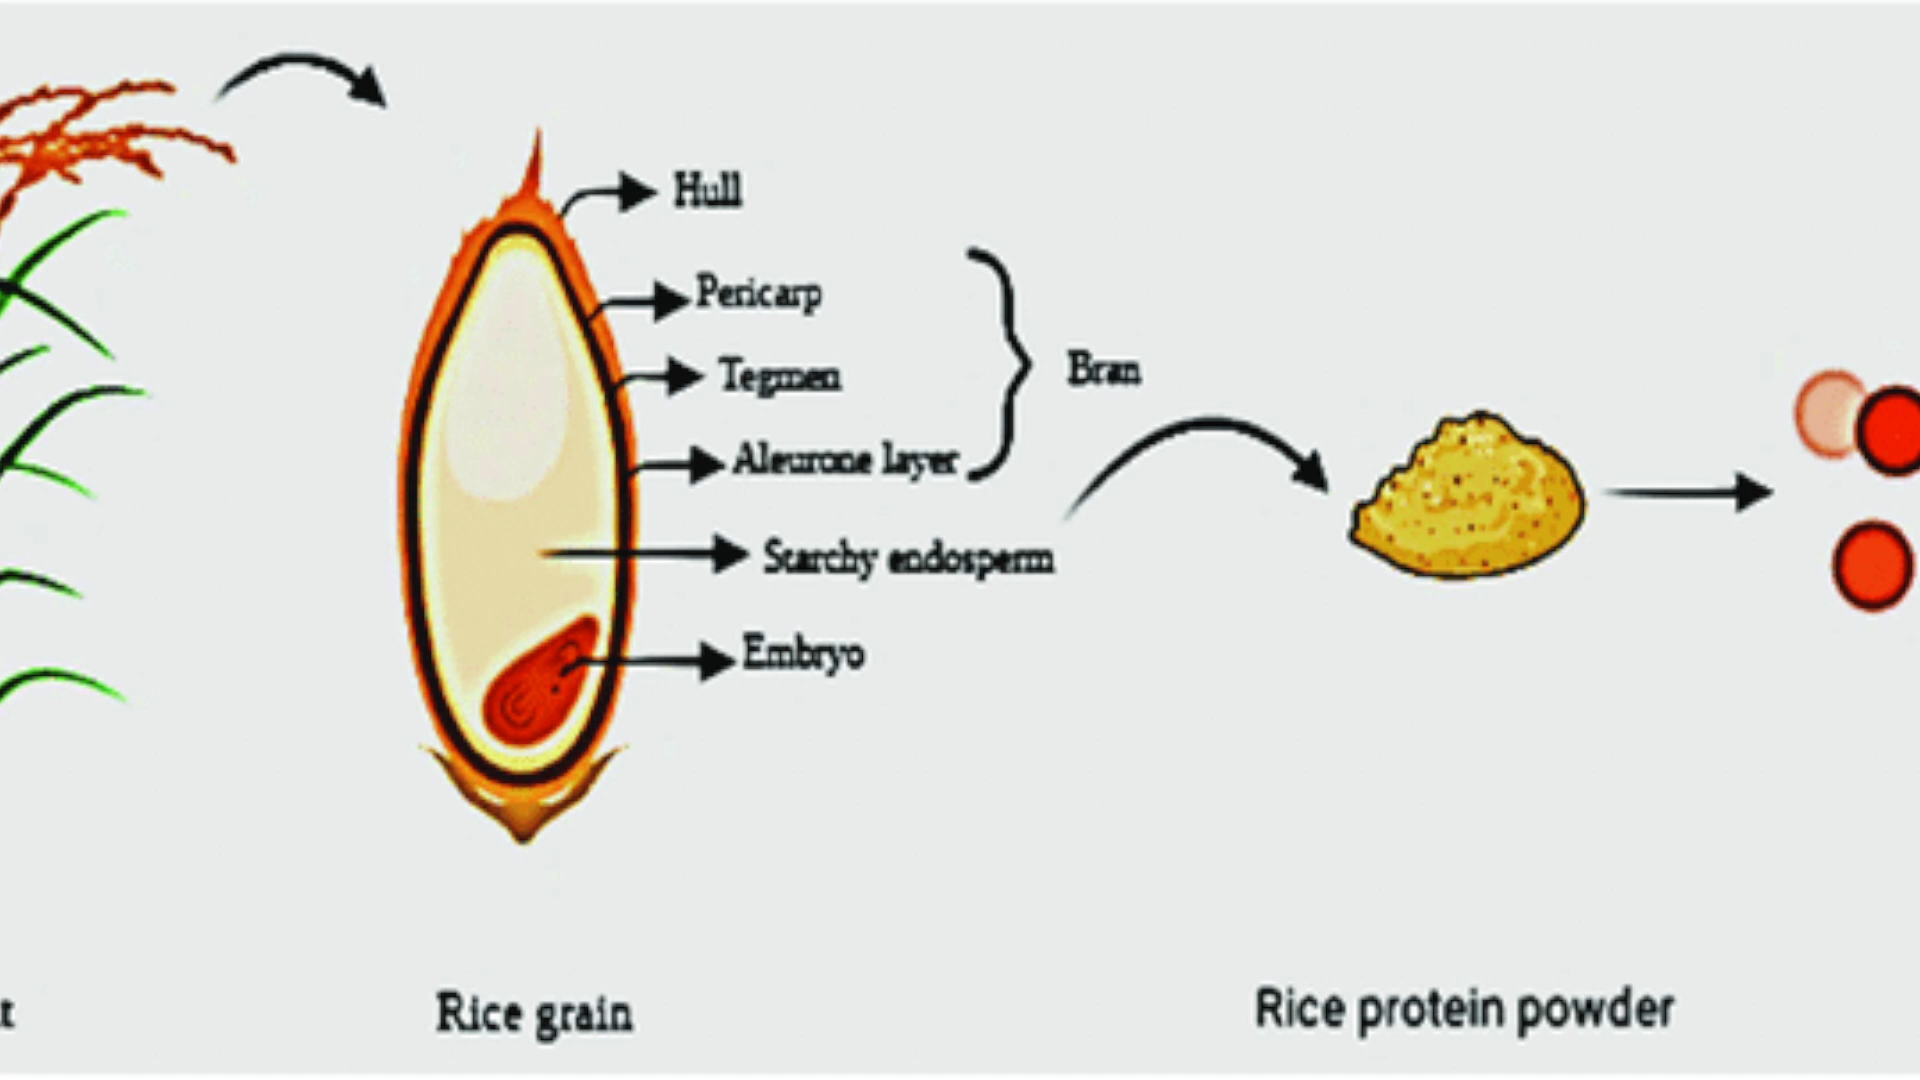 Hull
Pericarp
Tegmen
Aleurone layer
Bran
Starchy endosperm
Embryo
Rice grain
Rice protein powder